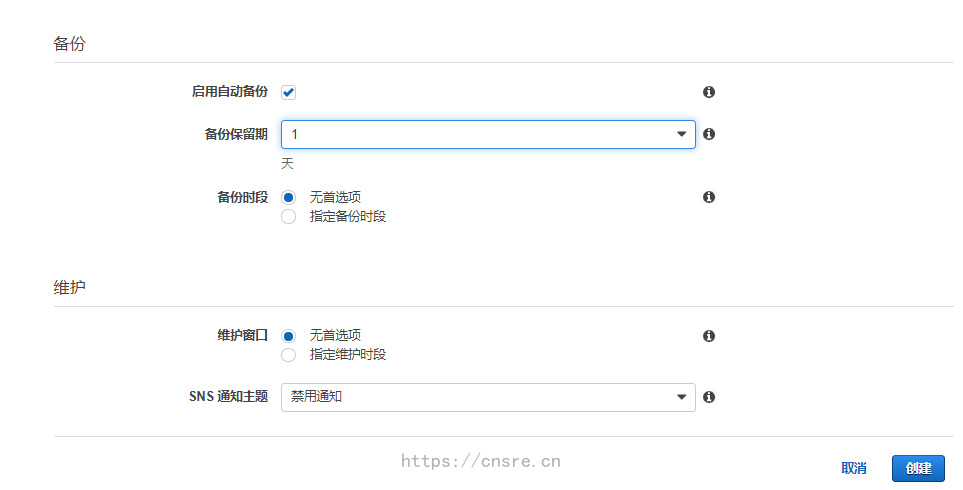 备份
启用自动备份
备份保留期 1
天
备份时段 无首选项
指定备份时段
维护
维护窗口 无首选项
指定维护时段
SNS 通知主题 禁用通知
https://cnsre.cn
取消 创建